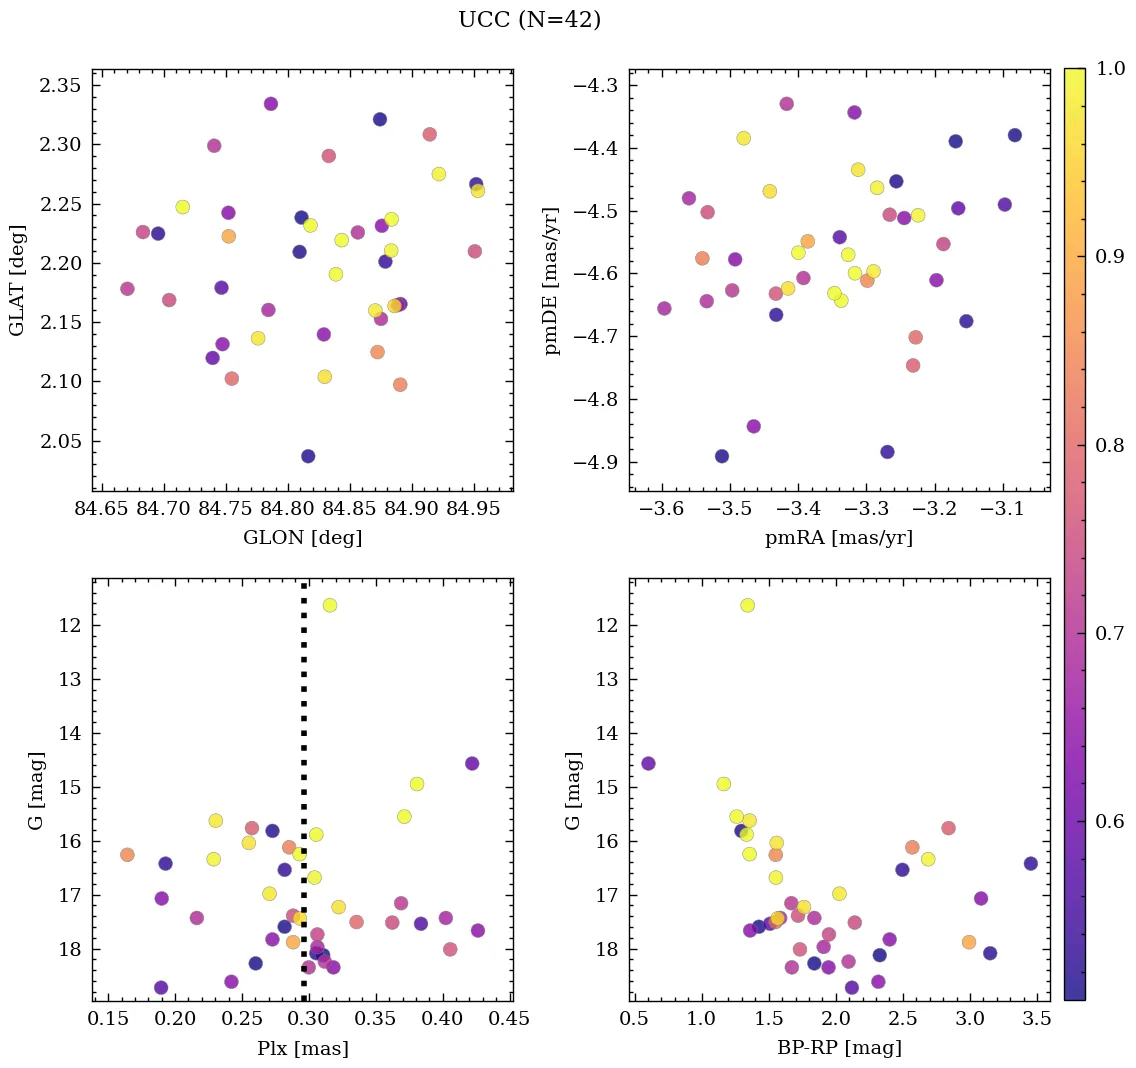 UCC (N=42)
2.35
2.30
2.25
2.20
2.15
2.10
2.05
GLAT [deg]
84.65 84.70 84.75 84.80 84.85 84.90 84.95
GLON [deg]
−4.3
−4.4
−4.5
−4.6
−4.7
−4.8
−4.9
pmDE [mas/yr]
−3.6 −3.5 −3.4 −3.3 −3.2 −3.1
pmRA [mas/yr]
1.0
0.9
0.8
0.7
0.6
12
13
14
15
16
17
18
G [mag]
0.15 0.20 0.25 0.30 0.35 0.40 0.45
Plx [mas]
12
13
14
15
16
17
18
G [mag]
0.5 1.0 1.5 2.0 2.5 3.0 3.5
BP-RP [mag]